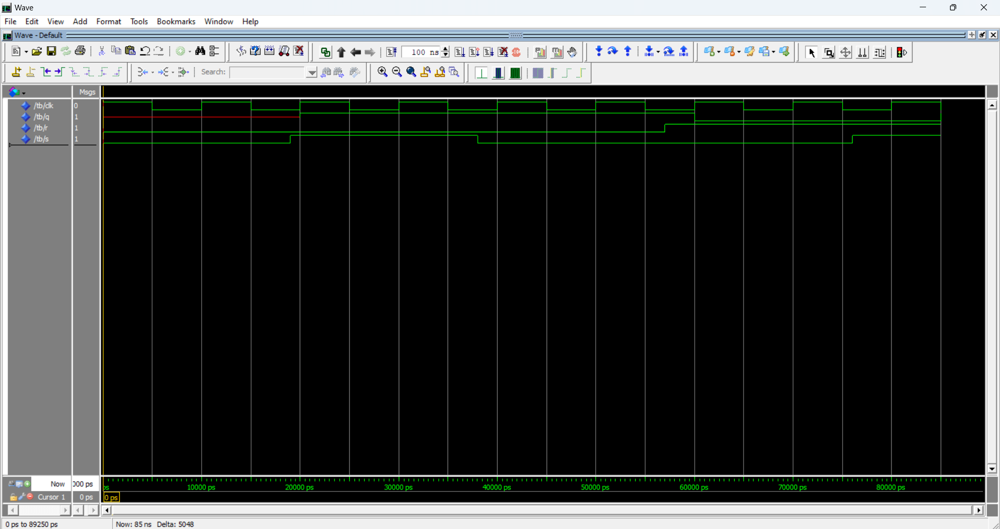 Wave
File Edit View Add Format Tools Bookmarks Window Help
Wave - Default
100 ns
Search:
Msgs
/tb/clk 0
/tb/q 1
/tb/r 1
/tb/s 1
Now 000 ps
ps 10000 ps 20000 ps 30000 ps 40000 ps 50000 ps 60000 ps 70000 ps 80000 ps
Cursor 1 0 ps 0 ps
0 ps to 89250 ps Now: 85 ns Delta: 5048